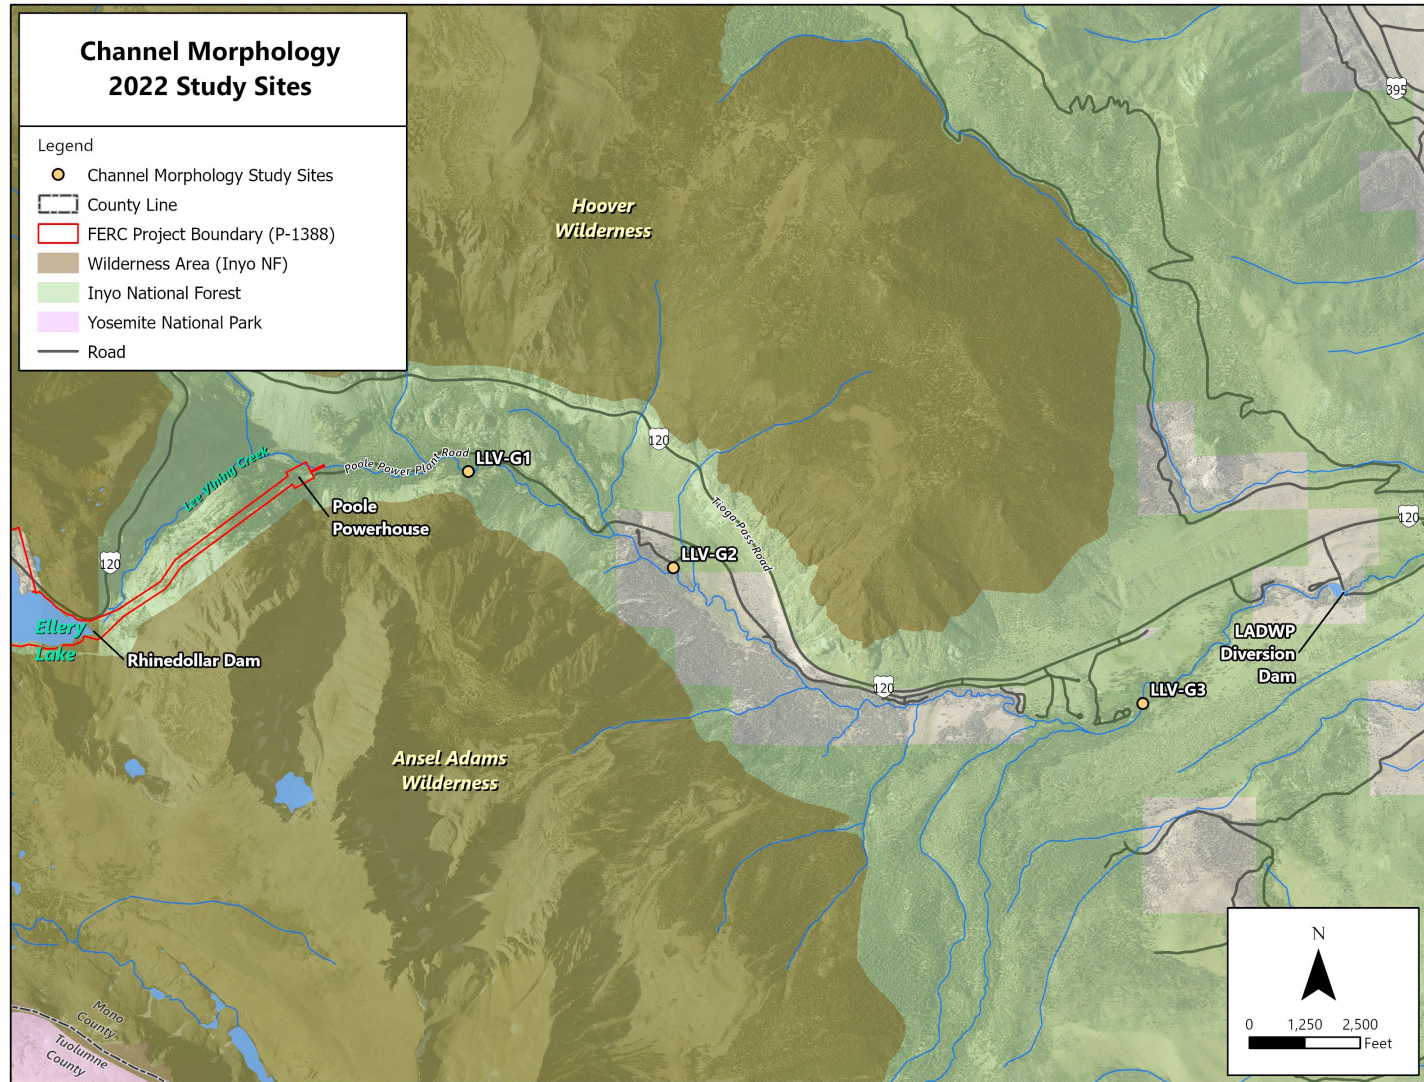 Channel Morphology
2022 Study Sites
Legend
Channel Morphology Study Sites
County Line
FERC Project Boundary (P-1388)
Wilderness Area (Inyo NF)
Inyo National Forest
Yosemite National Park
Road
395
Hoover
Wilderness
120
LLV-G1
Poole Power Plant Road
Lee Vining Creek
Poole
Powerhouse
Tioga Pass Road
120
LLV-G2
120
Ellery
Lake
Rhinedollar Dam
LADWP
Diversion
Dam
120
LLV-G3
Ansel Adams
Wilderness
Mono
County
Tuolumne
County
N
0 1,250 2,500
Feet